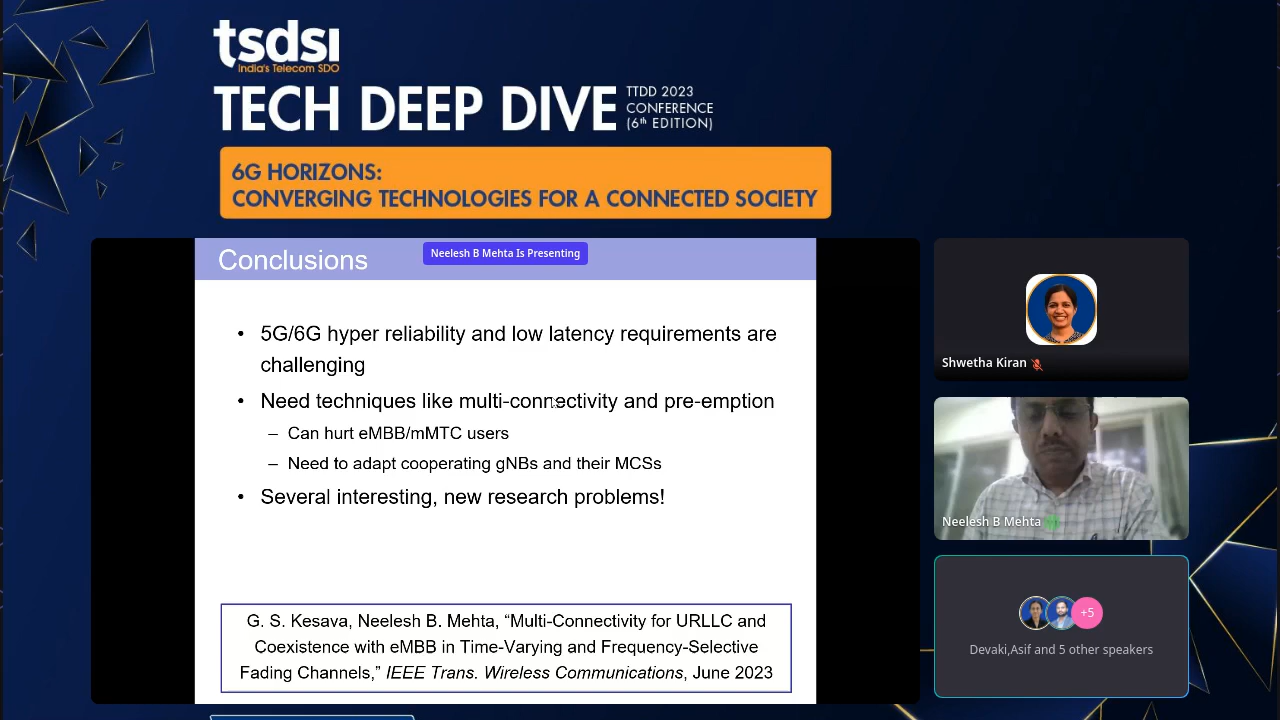 tsdsi
India's Telecom SDO
TECH DEEP DIVE
TTDD 2023
CONFERENCE
(6th EDITION)
6G HORIZONS:
CONVERGING TECHNOLOGIES FOR A CONNECTED SOCIETY
Conclusions
Neelesh B Mehta Is Presenting
• 5G/6G hyper reliability and low latency requirements are
challenging
• Need techniques like multi-connectivity and pre-emption
– Can hurt eMBB/mMTC users
– Need to adapt cooperating gNBs and their MCSs
• Several interesting, new research problems!
G. S. Kesava, Neelesh B. Mehta, “Multi-Connectivity for URLLC and
Coexistence with eMBB in Time-Varying and Frequency-Selective
Fading Channels,” IEEE Trans. Wireless Communications, June 2023
Shwetha Kiran
Neelesh B Mehta
+5
Devaki,Asif and 5 other speakers